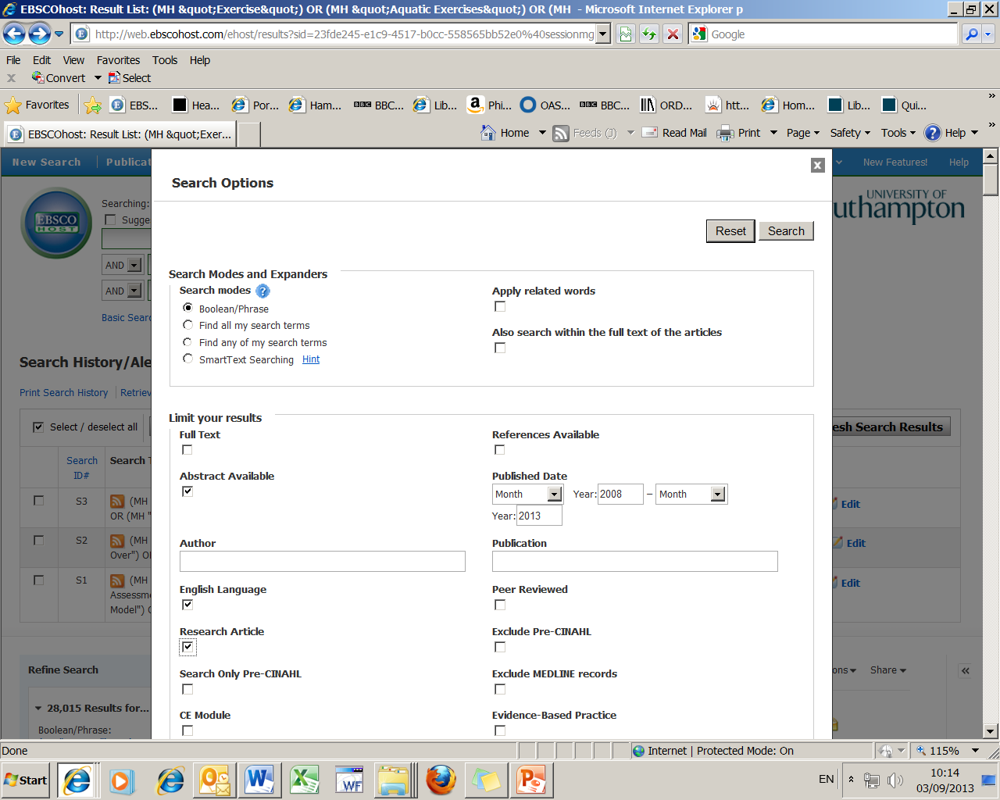 EBSCOhost: Result List: (MH &quot;Exercise&quot;) OR (MH &quot;Aquatic Exercises&quot;) OR (MH - Microsoft Internet Explorer p
http://web.ebscohost.com/ehost/results?sid=23fde245-e1c9-4517-b0cc-558565bb52e0%40sessionmg
Google
File Edit View Favorites Tools Help
x Convert Select
Favorites EBS... Hea... Por... Ham... BBC BBC... Lib... Phi... OAS... BBC BBC... ORD... htt... Hom... Lib... Qui...
EBSCOhost: Result List: (MH &quot;Exer... Home Feeds (J) Read Mail Print Page Safety Tools Help
New Search Publicat New Features! Help
Search Options
Searching:
Sugge
EBSCO HOST
UNIVERSITY OF
uthampton
Reset Search
AND
AND
Basic Searc
Search Modes and Expanders
Search modes ?
Boolean/Phrase
Find all my search terms
Find any of my search terms
SmartText Searching Hint
Apply related words
Also search within the full text of the articles
Search History/Ale
Print Search History Retriev
Select / deselect all
esh Search Results
Search ID# Search T
S3 (MH
OR (MH "
Edit
S2 (MH
Over") O
Edit
S1 (MH
Assessme
Model") O
Edit
Limit your results
Full Text
References Available
Abstract Available
Published Date
Month Year: 2008 – Month
Year: 2013
Author
Publication
English Language
Peer Reviewed
Research Article
Exclude Pre-CINAHL
Search Only Pre-CINAHL
Exclude MEDLINE records
CE Module
Evidence-Based Practice
Refine Search
ons Share «
28,015 Results for...
Boolean/Phrase:
Done Internet | Protected Mode: On 115%
Start W WF P EN 10:14
03/09/2013